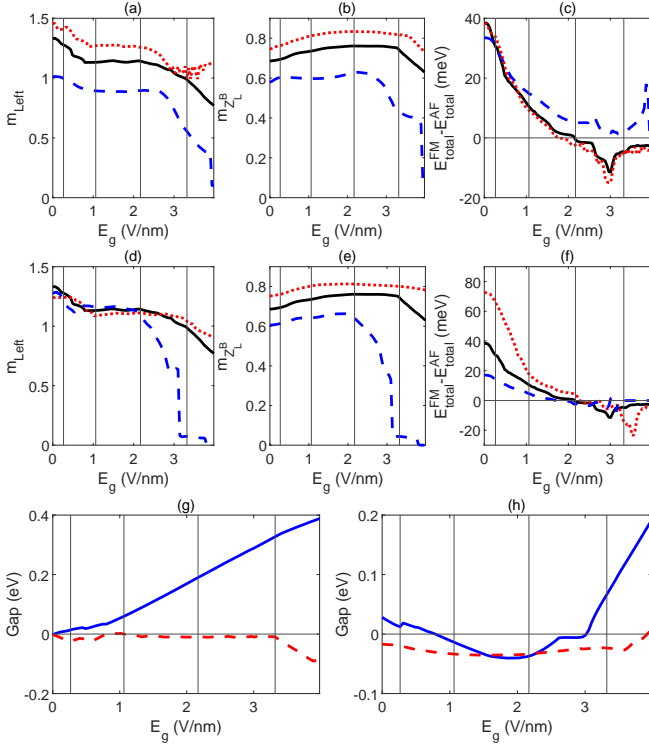 (a) (b) (c)
1.5
1
0.5
0
m_Left
0 1 2 3
E_g (V/nm)
0.8
0.6
0.4
0.2
0
m_{Z_L^B}
0 1 2 3
E_g (V/nm)
40
20
0
-20
E_total^FM-E_total^AF (meV)
0 1 2 3
E_g (V/nm)
(d) (e) (f)
1.5
1
0.5
0
m_Left
0 1 2 3
E_g (V/nm)
0.8
0.6
0.4
0.2
0
m_{Z_L^B}
0 1 2 3
E_g (V/nm)
80
60
40
20
0
-20
E_total^FM-E_total^AF (meV)
0 1 2 3
E_g (V/nm)
(g) (h)
0.4
0.2
0
-0.2
Gap (eV)
0 1 2 3
E_g (V/nm)
0.2
0.1
0
-0.1
Gap (eV)
0 1 2 3
E_g (V/nm)